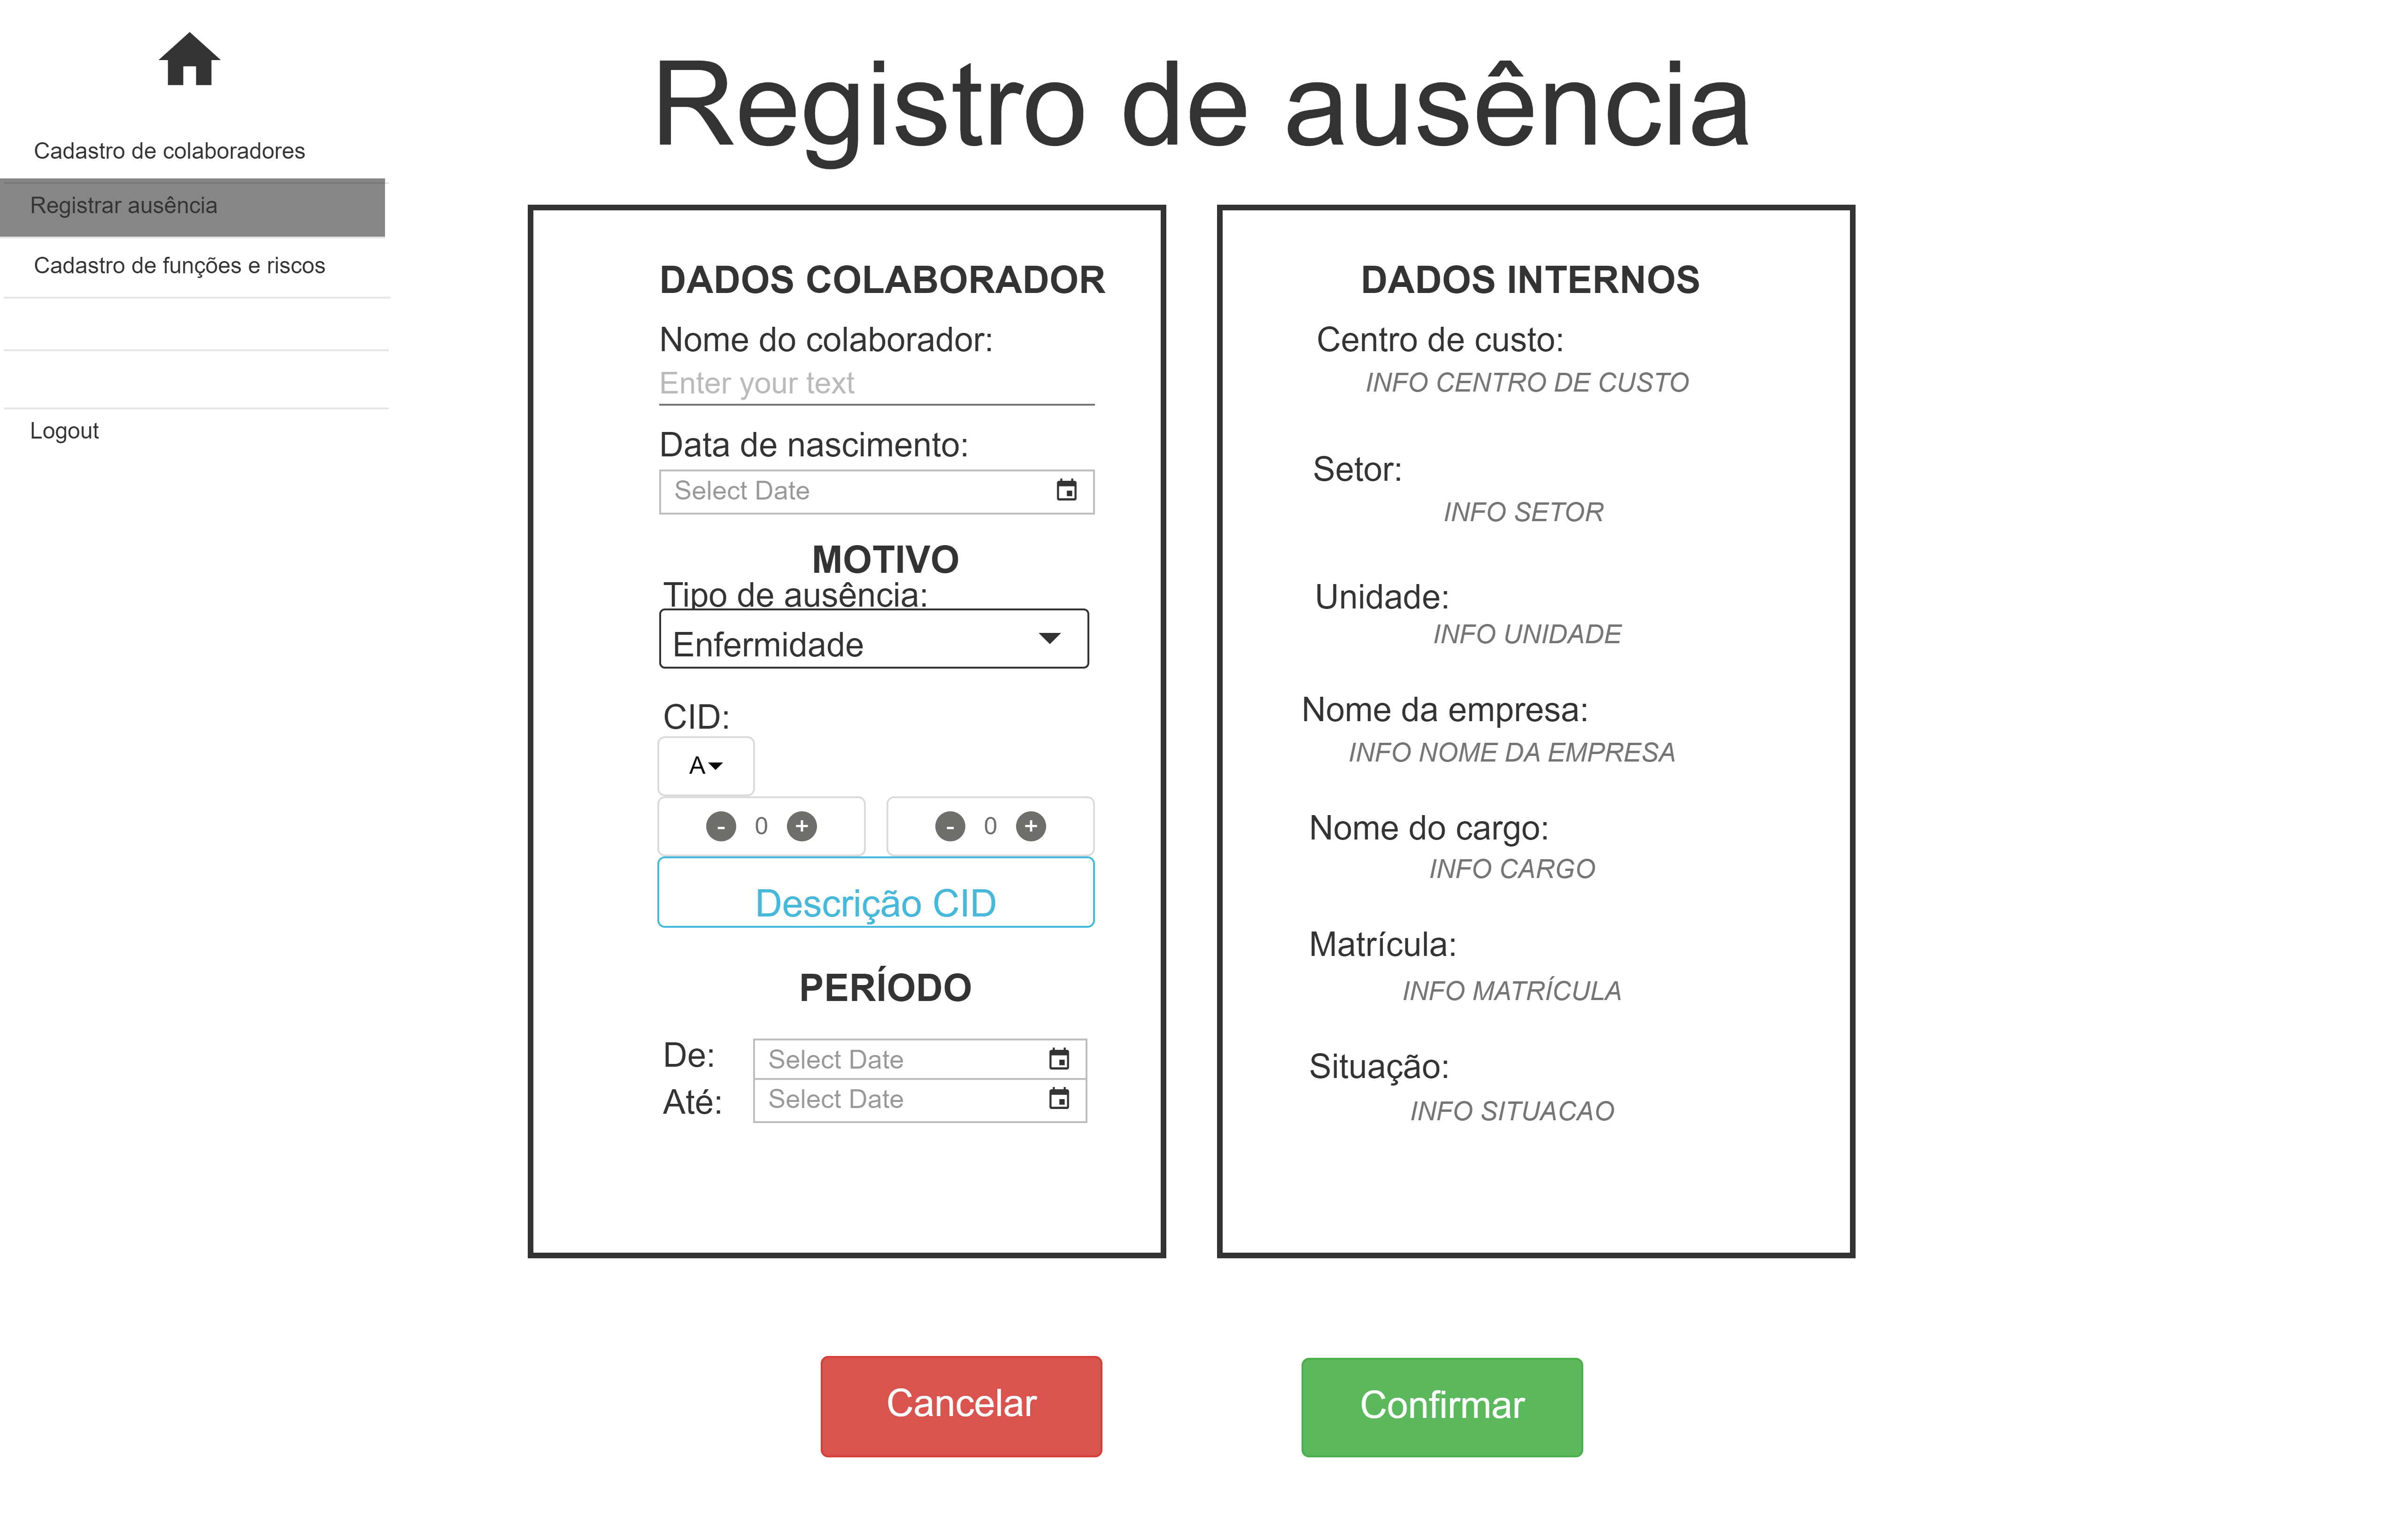 Registro de ausência
Cadastro de colaboradores
Registrar ausência
Cadastro de funções e riscos
Logout
DADOS COLABORADOR
Nome do colaborador:
Enter your text
Data de nascimento:
Select Date
MOTIVO
Tipo de ausência:
Enfermidade
CID:
A
- 0 +
- 0 +
Descrição CID
PERÍODO
De:
Select Date
Até:
Select Date
DADOS INTERNOS
Centro de custo:
INFO CENTRO DE CUSTO
Setor:
INFO SETOR
Unidade:
INFO UNIDADE
Nome da empresa:
INFO NOME DA EMPRESA
Nome do cargo:
INFO CARGO
Matrícula:
INFO MATRÍCULA
Situação:
INFO SITUACAO
Cancelar
Confirmar